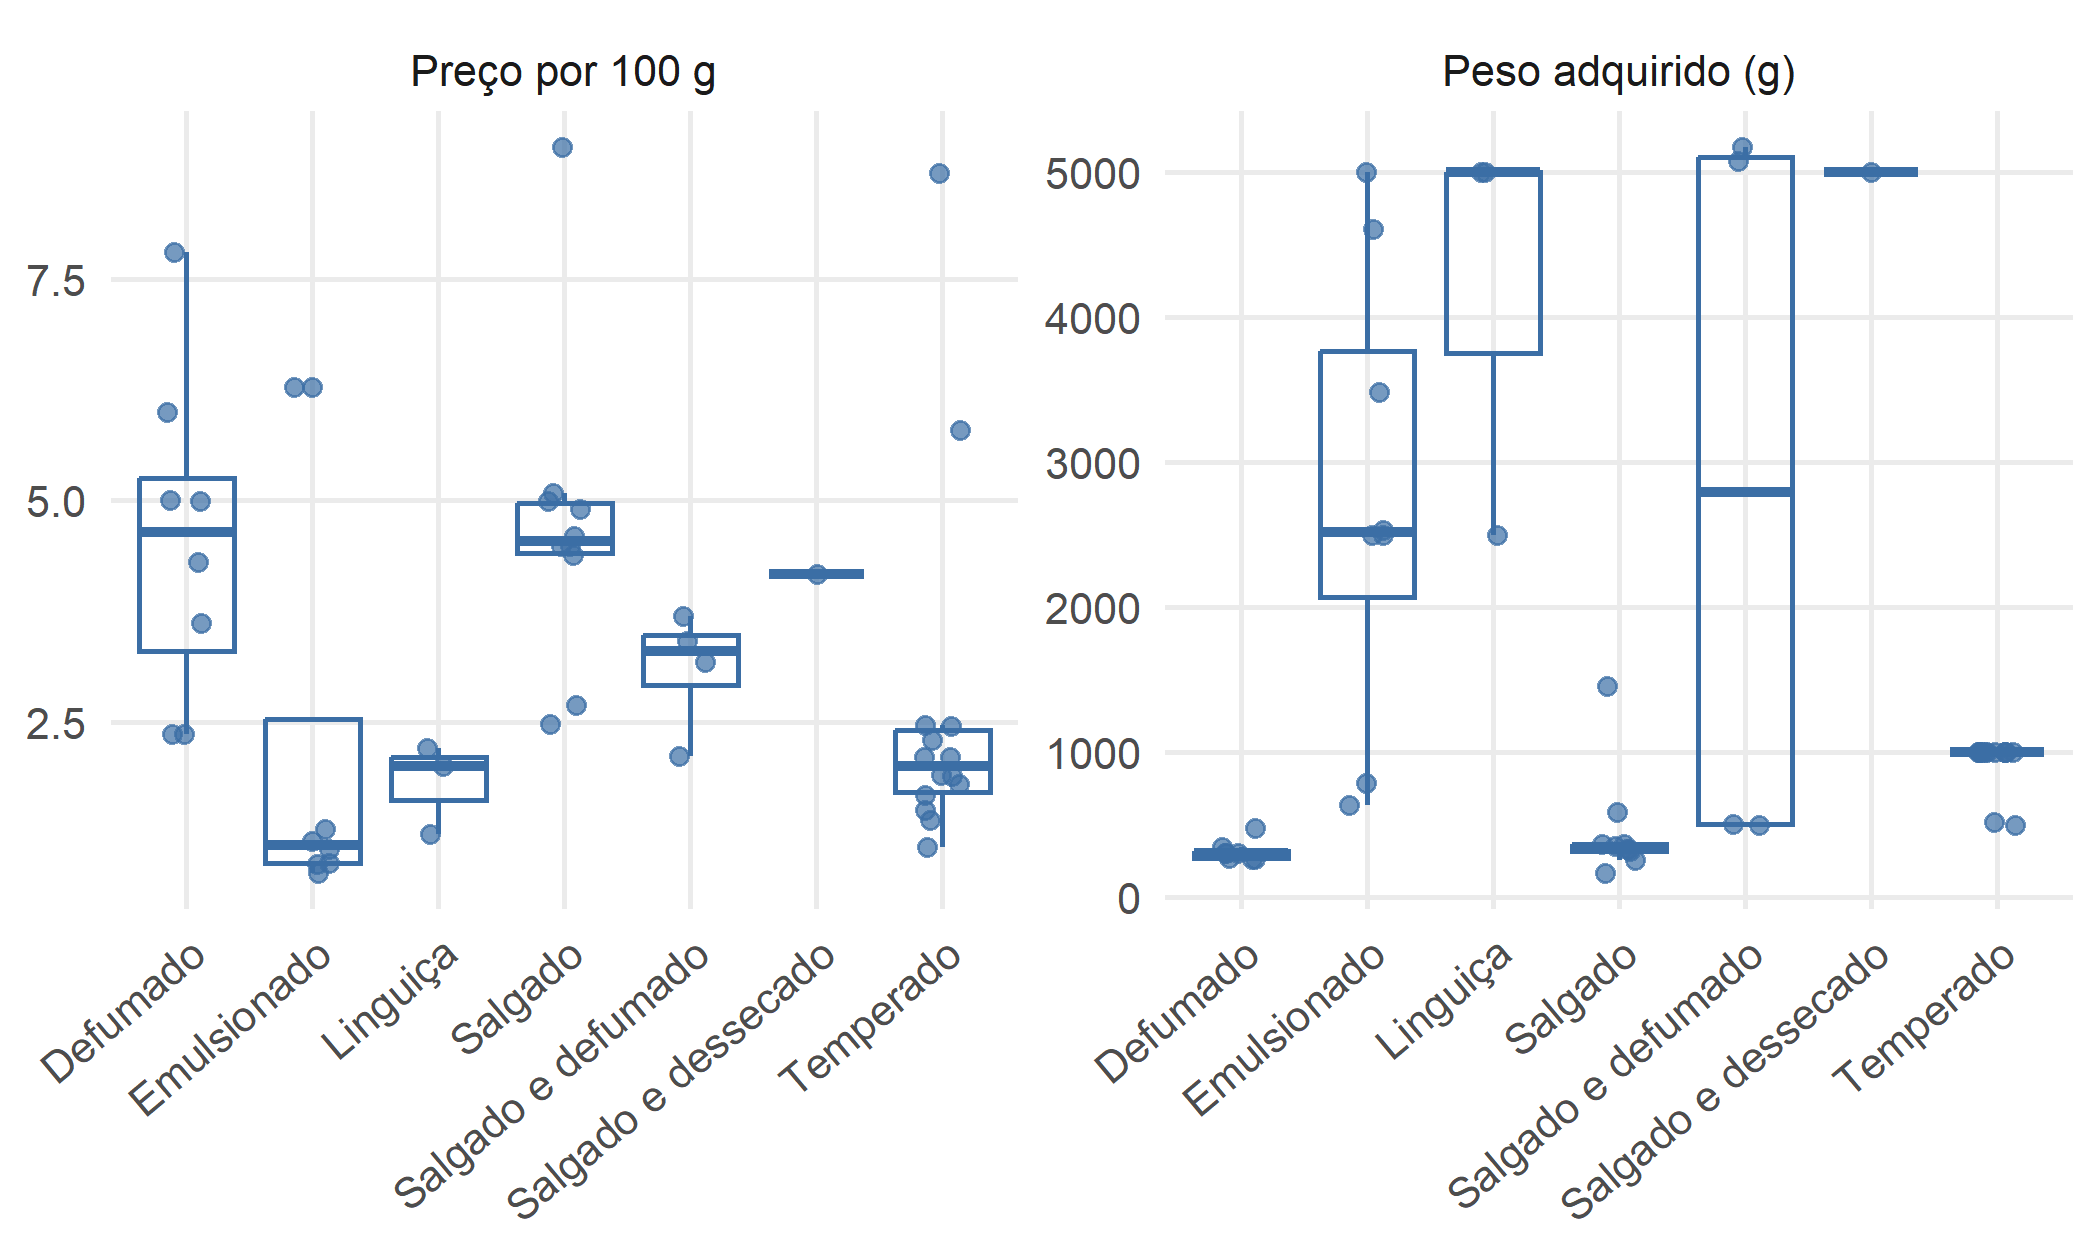 Preço por 100 g
7.5
5.0
2.5
Defumado
Emulsionado
Linguiça
Salgado
Salgado e defumado
Salgado e dessecado
Temperado
Peso adquirido (g)
5000
4000
3000
2000
1000
0
Defumado
Emulsionado
Linguiça
Salgado
Salgado e defumado
Salgado e dessecado
Temperado